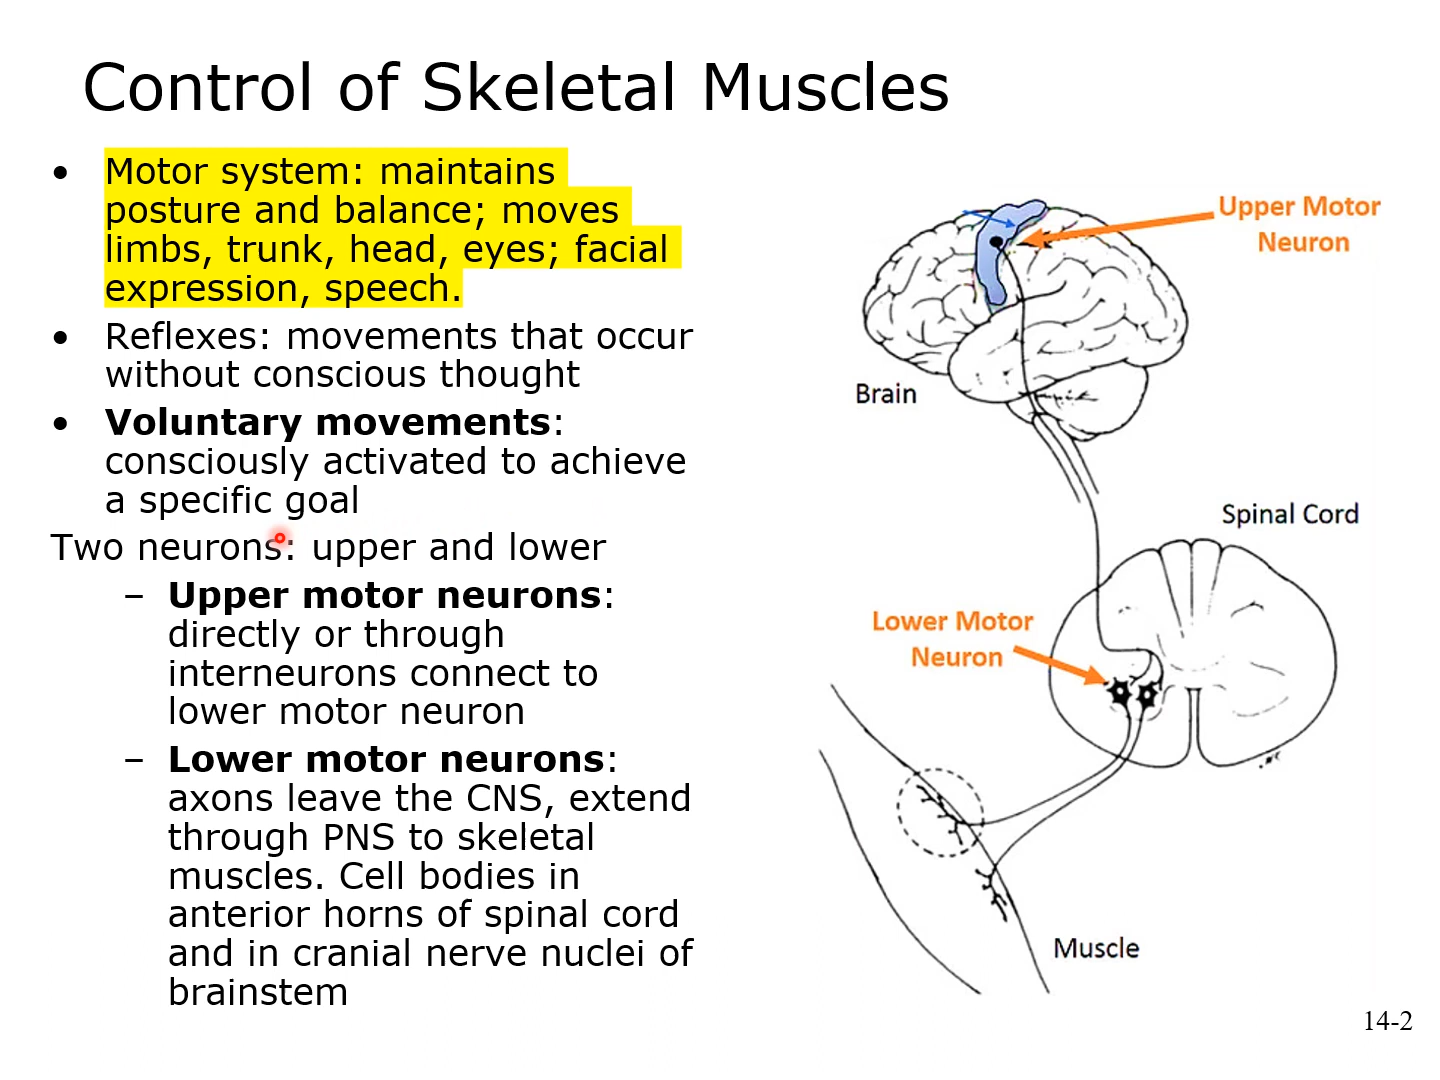 Control of Skeletal Muscles
• Motor system: maintains
posture and balance; moves
limbs, trunk, head, eyes; facial
expression, speech.
• Reflexes: movements that occur
without conscious thought
• Voluntary movements:
consciously activated to achieve
a specific goal
Two neurons: upper and lower
– Upper motor neurons:
directly or through
interneurons connect to
lower motor neuron
– Lower motor neurons:
axons leave the CNS, extend
through PNS to skeletal
muscles. Cell bodies in
anterior horns of spinal cord
and in cranial nerve nuclei of
brainstem
Upper Motor
Neuron
Brain
Spinal Cord
Lower Motor
Neuron
Muscle
14-2